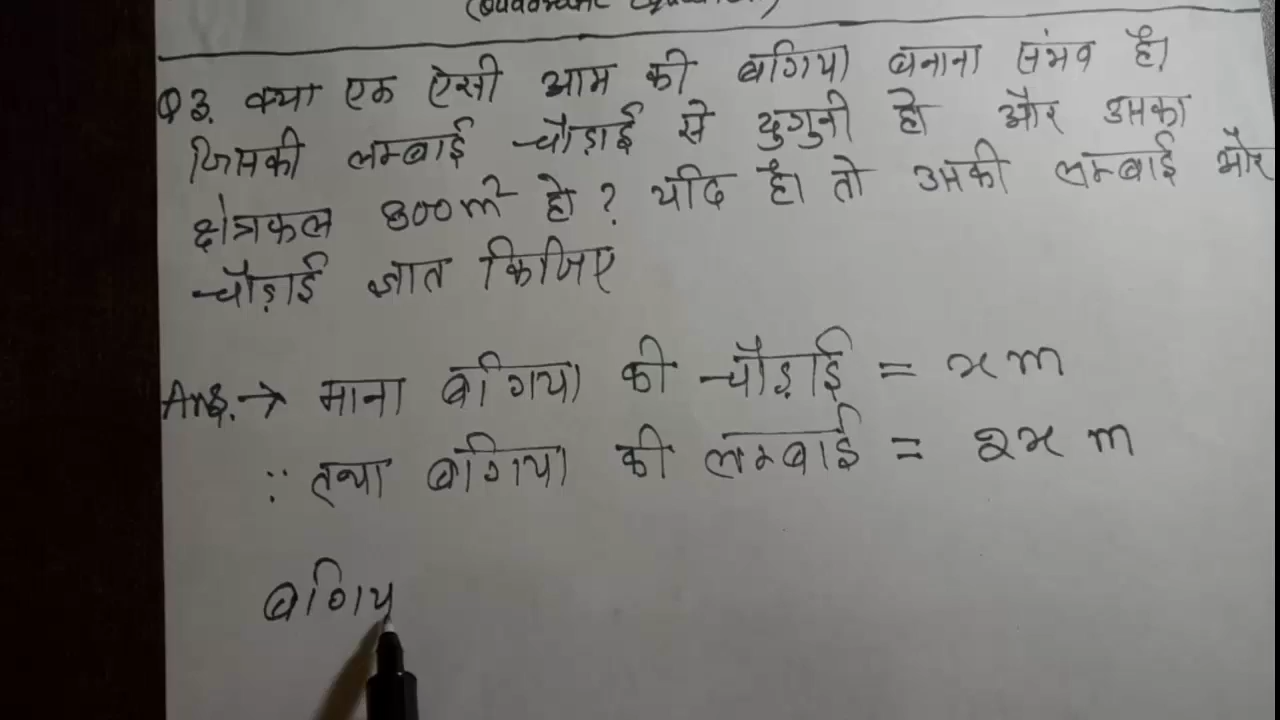 Q 3. क्या एक ऐसी आम की बगिया बनाना संभव है।
जिसकी लम्बाई चौड़ाई से दुगुनी हो और उसका
क्षेत्रफल 800m² हो ? यदि है। तो उसकी लम्बाई और
चौड़ाई ज्ञात किजिए
Ans. → माना बगिया की चौड़ाई = x m
∵ तथा बगिया की लम्बाई = 2x m
बगिय